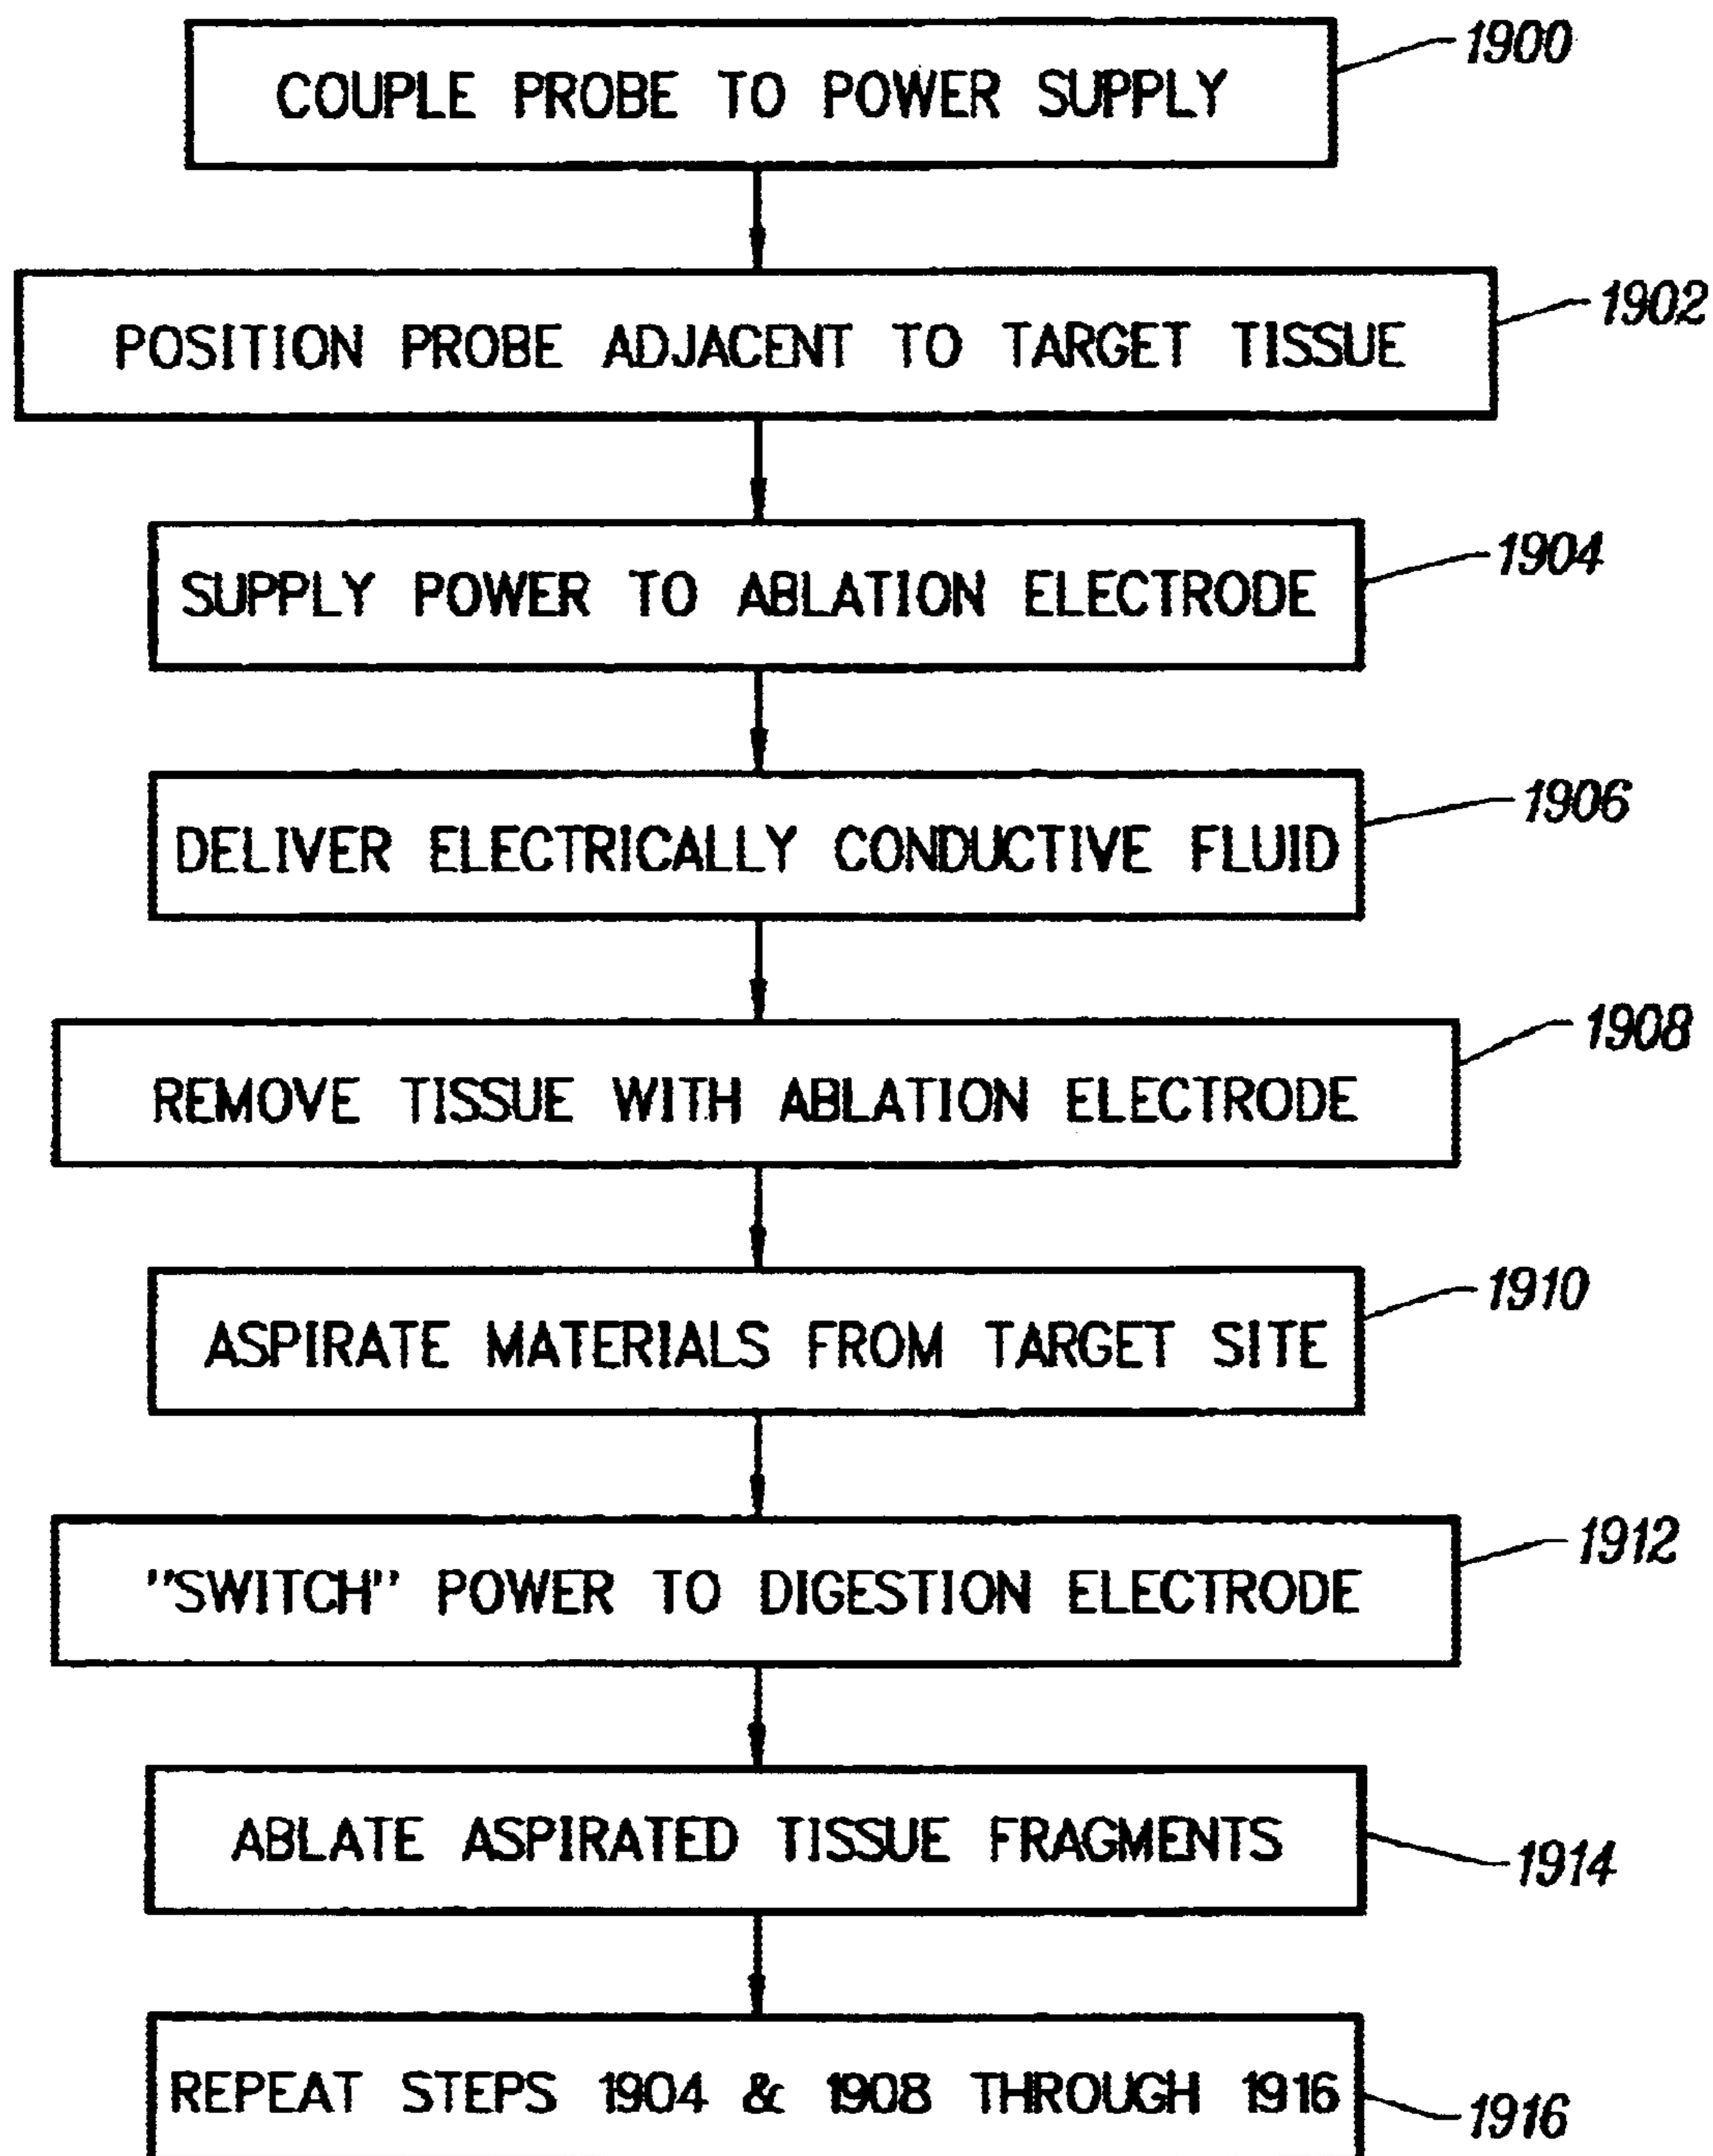 COUPLE PROBE TO POWER SUPPLY
1900
POSITION PROBE ADJACENT TO TARGET TISSUE
1902
SUPPLY POWER TO ABLATION ELECTRODE
1904
DELIVER ELECTRICALLY CONDUCTIVE FLUID
1906
REMOVE TISSUE WITH ABLATION ELECTRODE
1908
ASPIRATE MATERIALS FROM TARGET SITE
1910
"SWITCH" POWER TO DIGESTION ELECTRODE
1912
ABLATE ASPIRATED TISSUE FRAGMENTS
1914
REPEAT STEPS 1904 & 1908 THROUGH 1916
1916